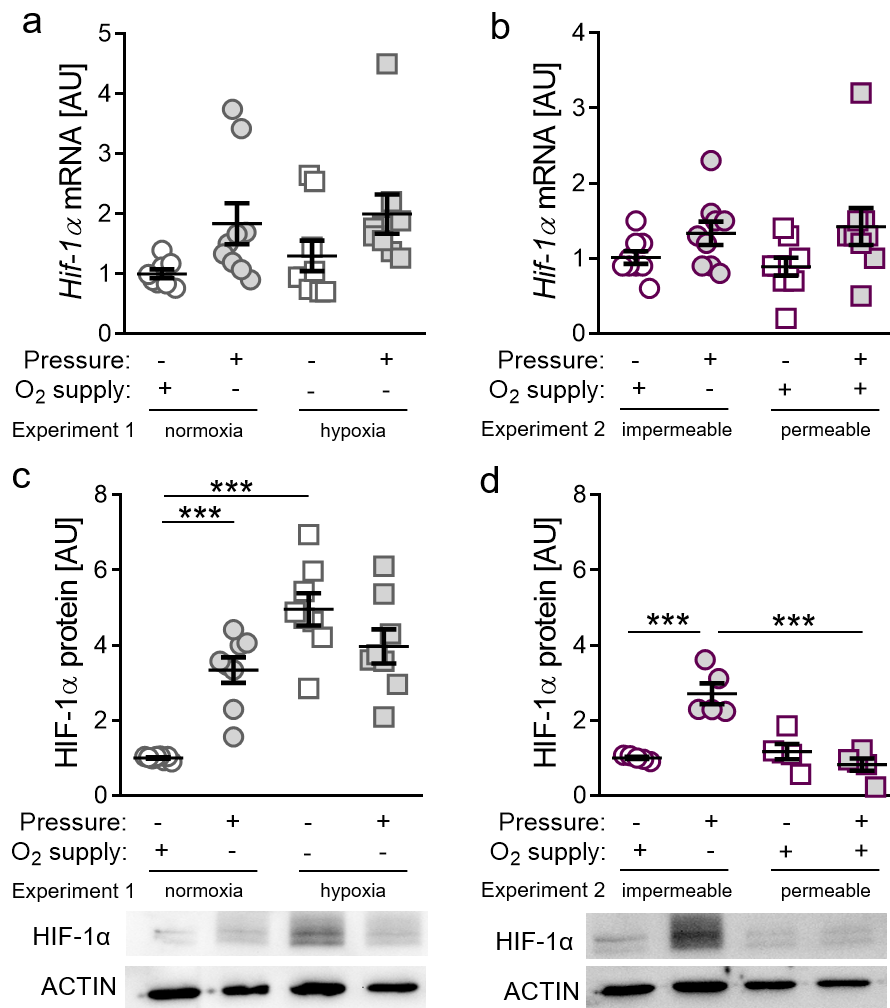 a
b
Hif-1α mRNA [AU]
5
4
3
2
1
0
Pressure: - + - +
O2 supply: + - - -
Experiment 1 normoxia hypoxia
Hif-1α mRNA [AU]
4
3
2
1
0
Pressure: - + - +
O2 supply: + - + +
Experiment 2 impermeable permeable
c
d
HIF-1α protein [AU]
8
6
4
2
0
***
***
Pressure: - + - +
O2 supply: + - - -
Experiment 1 normoxia hypoxia
HIF-1α
ACTIN
HIF-1α protein [AU]
8
6
4
2
0
*** ***
Pressure: - + - +
O2 supply: + - + +
Experiment 2 impermeable permeable
HIF-1α
ACTIN